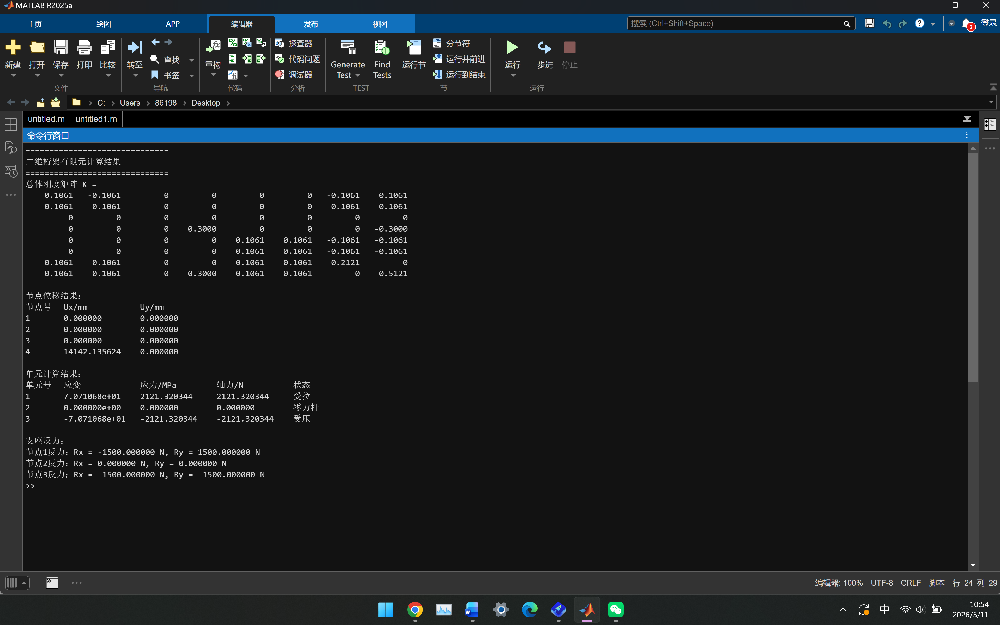 MATLAB R2025a
主页 绘图 APP 编辑器 发布 视图 搜索 (Ctrl+Shift+Space) 2 登录
新建 打开 保存 打印 比较 转至 查找 书签 重构 探查器 代码问题 调试器 Generate Test Find Tests 运行节 分节符 运行并前进 运行到结束 运行 步进 停止
文件 导航 代码 分析 TEST 节 运行
C: Users 86198 Desktop
untitled.m untitled1.m
命令行窗口
==============================
二维桁架有限元计算结果
==============================
总体刚度矩阵 K =
0.1061 -0.1061 0 0 0 0 -0.1061 0.1061
-0.1061 0.1061 0 0 0 0 0.1061 -0.1061
0 0 0 0 0 0 0 0
0 0 0 0.3000 0 0 0 -0.3000
0 0 0 0 0.1061 0.1061 -0.1061 -0.1061
0 0 0 0 0.1061 0.1061 -0.1061 -0.1061
-0.1061 0.1061 0 0 -0.1061 -0.1061 0.2121 0
0.1061 -0.1061 0 -0.3000 -0.1061 -0.1061 0 0.5121
节点位移结果：
节点号 Ux/mm Uy/mm
1 0.000000 0.000000
2 0.000000 0.000000
3 0.000000 0.000000
4 14142.135624 0.000000
单元计算结果：
单元号 应变 应力/MPa 轴力/N 状态
1 7.071068e+01 2121.320344 2121.320344 受拉
2 0.000000e+00 0.000000 0.000000 零力杆
3 -7.071068e+01 -2121.320344 -2121.320344 受压
支座反力：
节点1反力：Rx = -1500.000000 N, Ry = 1500.000000 N
节点2反力：Rx = 0.000000 N, Ry = 0.000000 N
节点3反力：Rx = -1500.000000 N, Ry = -1500.000000 N
>>
编辑器: 100% UTF-8 CRLF 脚本 行 24 列 29
中 10:54
2026/5/11